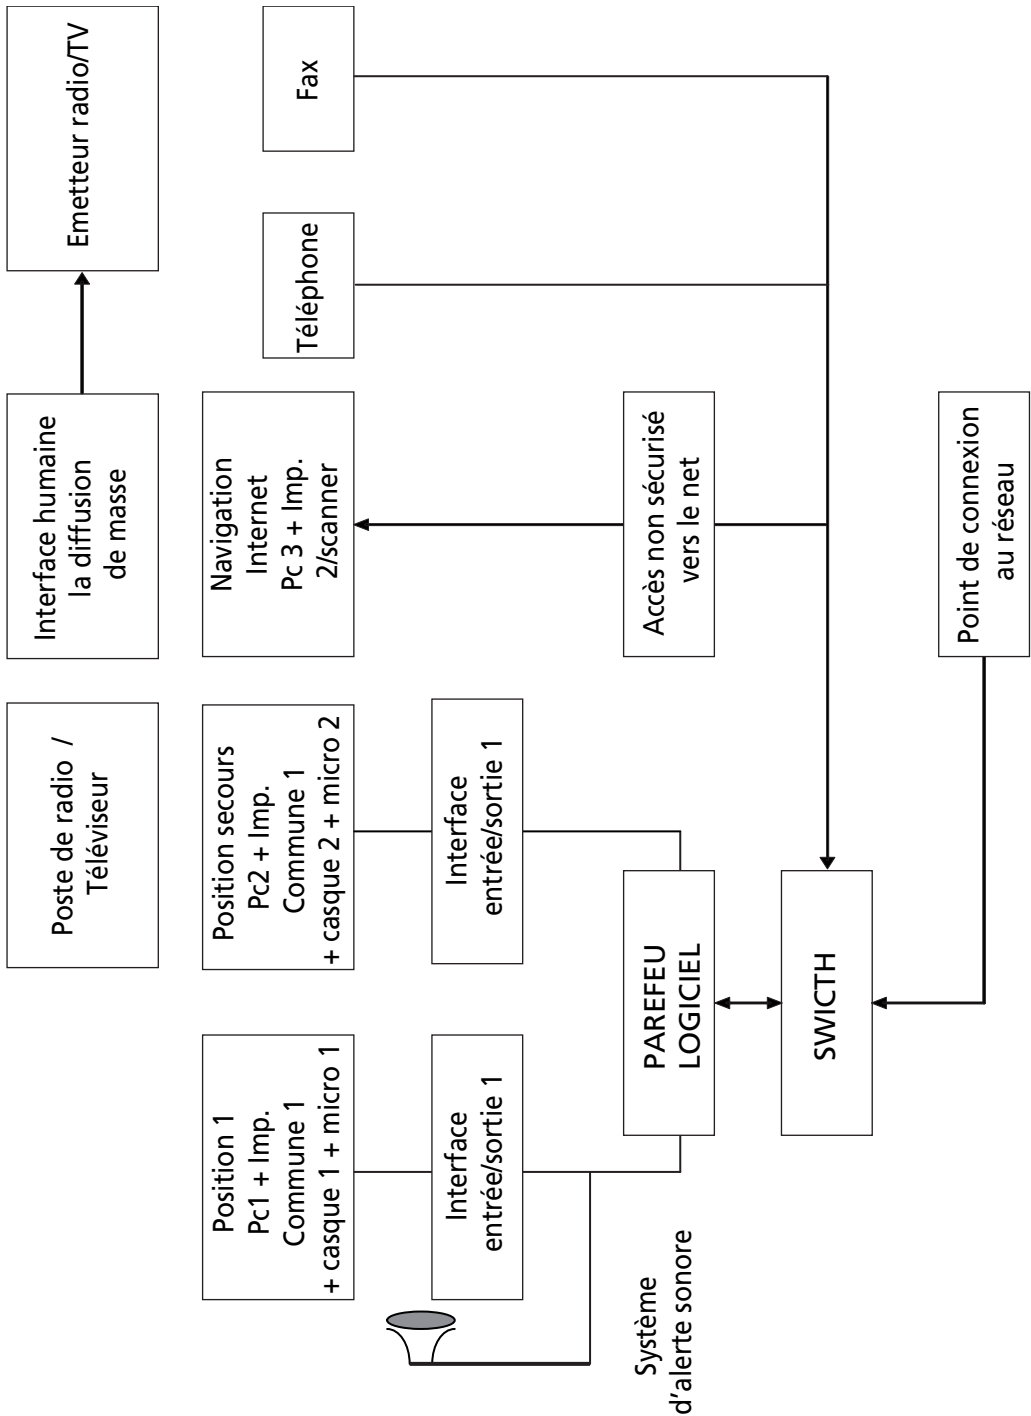 Poste de radio /
Téléviseur
Interface humaine
la diffusion
de masse
Emetteur radio/TV
Position 1
Pc1 + Imp.
Commune 1
+ casque 1 + micro 1
Position secours
Pc2 + Imp.
Commune 1
+ casque 2 + micro 2
Navigation
Internet
Pc 3 + Imp.
2/scanner
Téléphone
Fax
Interface
entrée/sortie 1
Interface
entrée/sortie 1
Système
d'alerte sonore
PAREFEU
LOGICIEL
Accès non sécurisé
vers le net
SWICTH
Point de connexion
au réseau